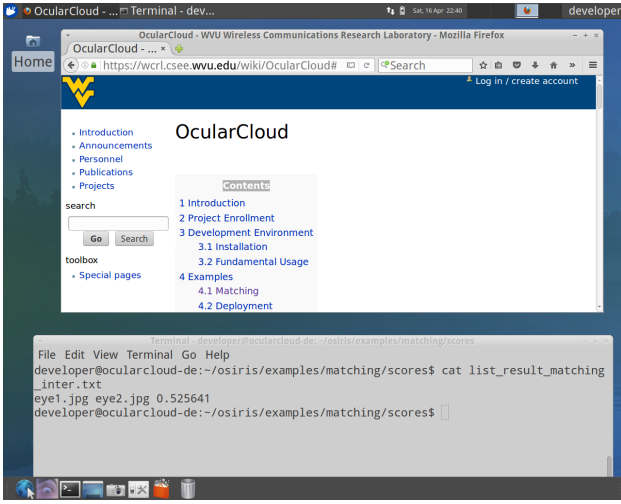 OcularCloud - ...
Terminal - dev...
Sat, 16 Apr 22:40
developer
Home
OcularCloud - WVU Wireless Communications Research Laboratory - Mozilla Firefox
OcularCloud - ... ×
https://wcrl.csee.wvu.edu/wiki/OcularCloud#
Search
Log in / create account
WV
Introduction
Announcements
Personnel
Publications
Projects
search
Go Search
toolbox
Special pages
OcularCloud
Contents
1 Introduction
2 Project Enrollment
3 Development Environment
3.1 Installation
3.2 Fundamental Usage
4 Examples
4.1 Matching
4.2 Deployment
Terminal - developer@ocularcloud-de: ~/osiris/examples/matching/scores
File Edit View Terminal Go Help
developer@ocularcloud-de:~/osiris/examples/matching/scores$ cat list_result_matching
_inter.txt
eye1.jpg eye2.jpg 0.525641
developer@ocularcloud-de:~/osiris/examples/matching/scores$